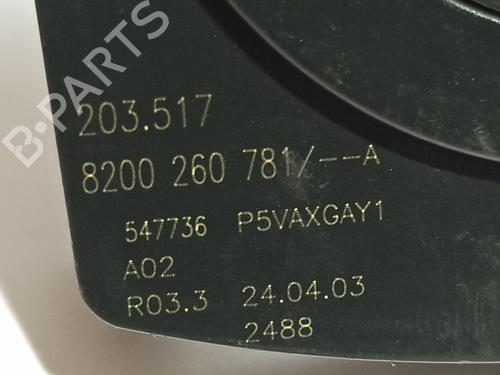 B-PARTS
203.517
8200 260 781/--A
547736 P5VAXGAY1
A02
R03.3 24.04.03
2488